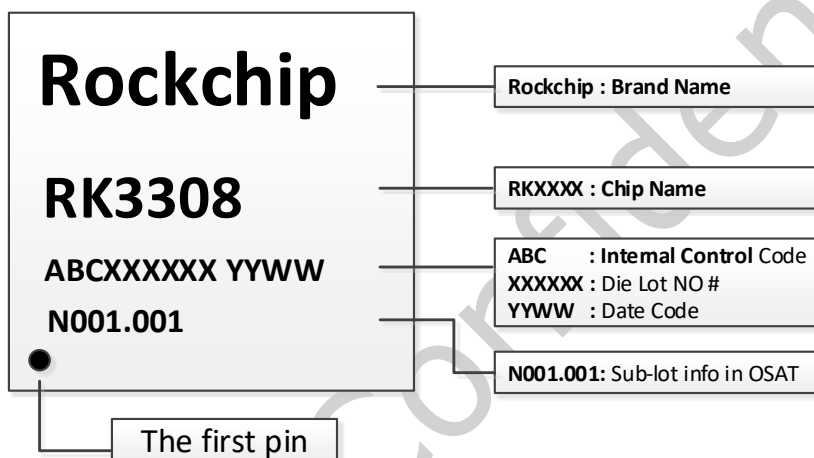 Rockchip
RK3308
ABCXXXXXX YYWW
N001.001
The first pin
Rockchip : Brand Name
RKXXXX : Chip Name
ABC : Internal Control Code
XXXXXX : Die Lot NO #
YYWW : Date Code
N001.001: Sub-lot info in OSAT